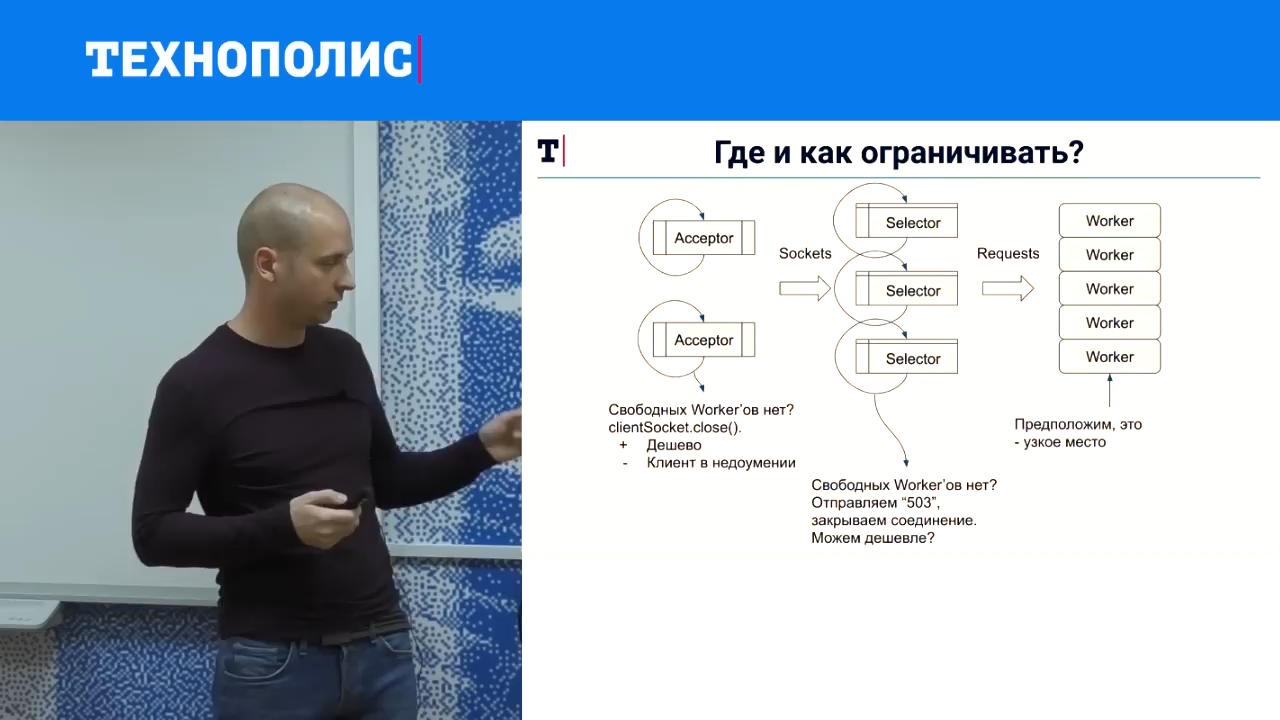 ТЕХНОПОЛИС
Т
Где и как ограничивать?
Acceptor
Acceptor
Sockets
Selector
Selector
Selector
Requests
Worker
Worker
Worker
Worker
Worker
Свободных Worker’ов нет?
clientSocket.close().
+ Дешево
- Клиент в недоумении
Предположим, это
- узкое место
Свободных Worker’ов нет?
Отправляем “503”,
закрываем соединение.
Можем дешевле?